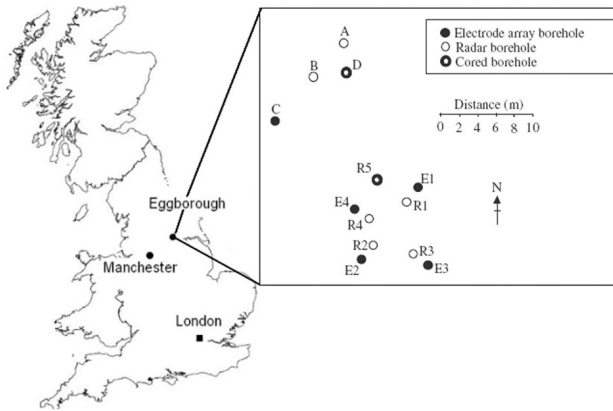 A
B
D
C
Electrode array borehole
Radar borehole
Cored borehole
Distance (m)
0 2 4 6 8 10
R5
E1
N
E4
R1
R4
R2
R3
E2
E3
Eggborough
Manchester
London